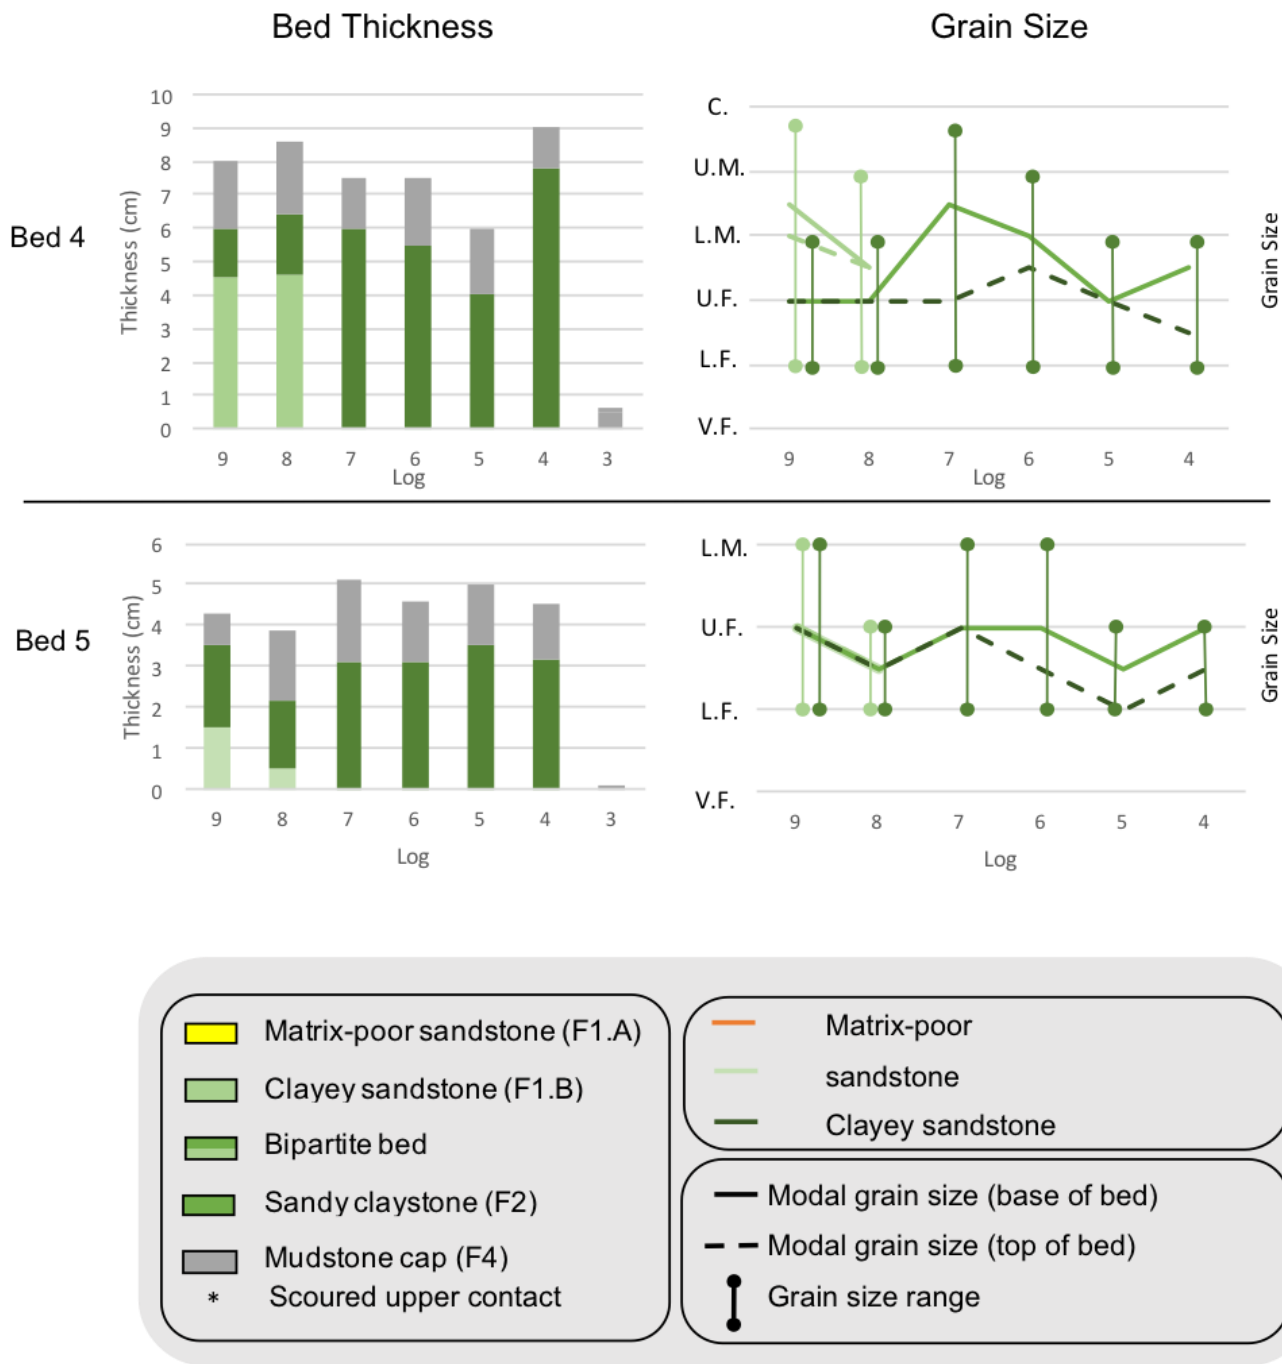 Bed Thickness
Grain Size
Bed 4
Thickness (cm)
10
9
8
7
6
5
4
3
2
1
0
9 8 7 6 5 4 3
Log
C.
U.M.
L.M.
U.F.
L.F.
V.F.
9 8 7 6 5 4
Log
Grain Size
Bed 5
Thickness (cm)
6
5
4
3
2
1
0
9 8 7 6 5 4 3
Log
L.M.
U.F.
L.F.
V.F.
9 8 7 6 5 4
Log
Grain Size
Matrix-poor sandstone (F1.A)
Clayey sandstone (F1.B)
Bipartite bed
Sandy claystone (F2)
Mudstone cap (F4)
* Scoured upper contact
Matrix-poor
sandstone
Clayey sandstone
Modal grain size (base of bed)
Modal grain size (top of bed)
Grain size range